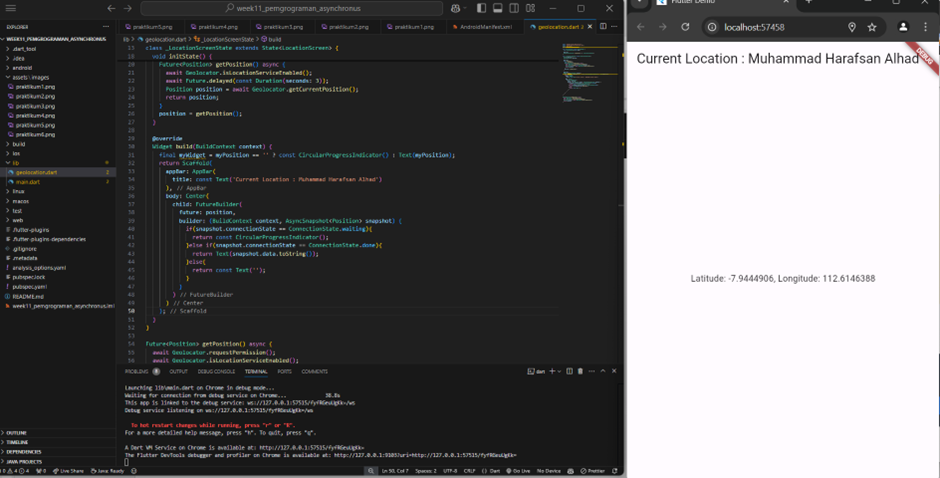 week11_pemgrograman_asynchronus
EXPLORER
WEEK11_PEMGROGRAMAN_ASYNCHRONUS
.dart_tool
.idea
android
assets\images
praktikum1.png
praktikum2.png
praktikum3.png
praktikum4.png
praktikum5.png
praktikum6.png
build
ios
lib
geolocation.dart 2
main.dart 2
linux
macos
test
web
.flutter-plugins
.flutter-plugins-dependencies
.gitignore
.metadata
analysis_options.yaml
pubspec.lock
pubspec.yaml
README.md
week11_pemgrograman_asynchronus.iml
OUTLINE
TIMELINE
DEPENDENCIES
JAVA PROJECTS
praktikum5.png
praktikum4.png
praktikum3.png
praktikum2.png
praktikum1.png
AndroidManifest.xml
geolocation.dart 2
lib > geolocation.dart > _LocationScreenState > build
13 class _LocationScreenState extends State<LocationScreen> {
18 void initState() {
20 Future<Position> getPosition() async {
21 await Geolocator.isLocationServiceEnabled();
22 await Future.delayed(const Duration(seconds: 3));
23 Position position = await Geolocator.getCurrentPosition();
24 return position;
25 }
26 position = getPosition();
27 }
28
29 @override
30 Widget build(BuildContext context) {
31 final myWidget = myPosition == '' ? const CircularProgressIndicator() : Text(myPosition);
32 return Scaffold(
33 appBar: AppBar(
34 title: const Text('Current Location : Muhammad Harafsan Alhad')
35 ), // AppBar
36 body: Center(
37 child: FutureBuilder(
38 future: position,
39 builder: (BuildContext context, AsyncSnapshot<Position> snapshot) {
40 if(snapshot.connectionState == ConnectionState.waiting){
41 return const CircularProgressIndicator();
42 }else if(snapshot.connectionState == ConnectionState.done){
43 return Text(snapshot.data.toString());
44 }else{
45 return const Text('');
46 }
47 }
48 ) // FutureBuilder
49 ) // Center
50 ); // Scaffold
51 }
52 }
53
54 Future<Position> getPosition() async {
55 await Geolocator.requestPermission();
56 await Geolocator.isLocationServiceEnabled();
PROBLEMS
OUTPUT
DEBUG CONSOLE
TERMINAL
PORTS
COMMENTS
dart
Launching lib\main.dart on Chrome in debug mode...
Waiting for connection from debug service on Chrome... 38.8s
This app is linked to the debug service: ws://127.0.0.1:57515/fyfRGeuUgGk=/ws
Debug service listening on ws://127.0.0.1:57515/fyfRGeuUgGk=/ws
To hot restart changes while running, press "r" or "R".
For a more detailed help message, press "h". To quit, press "q".
A Dart VM Service on Chrome is available at: http://127.0.0.1:57515/fyfRGeuUgGk=
The Flutter DevTools debugger and profiler on Chrome is available at: http://127.0.0.1:9103?uri=http://127.0.0.1:57515/fyfRGeuUgGk=
Live Share
Java: Ready
Ln 50, Col 7
Spaces: 2
UTF-8
CRLF
Dart
Go Live
No Device
Prettier
Flutter Demo
localhost:57458
Current Location : Muhammad Harafsan Alhad
DEBUG
Latitude: -7.9444906, Longitude: 112.6146388